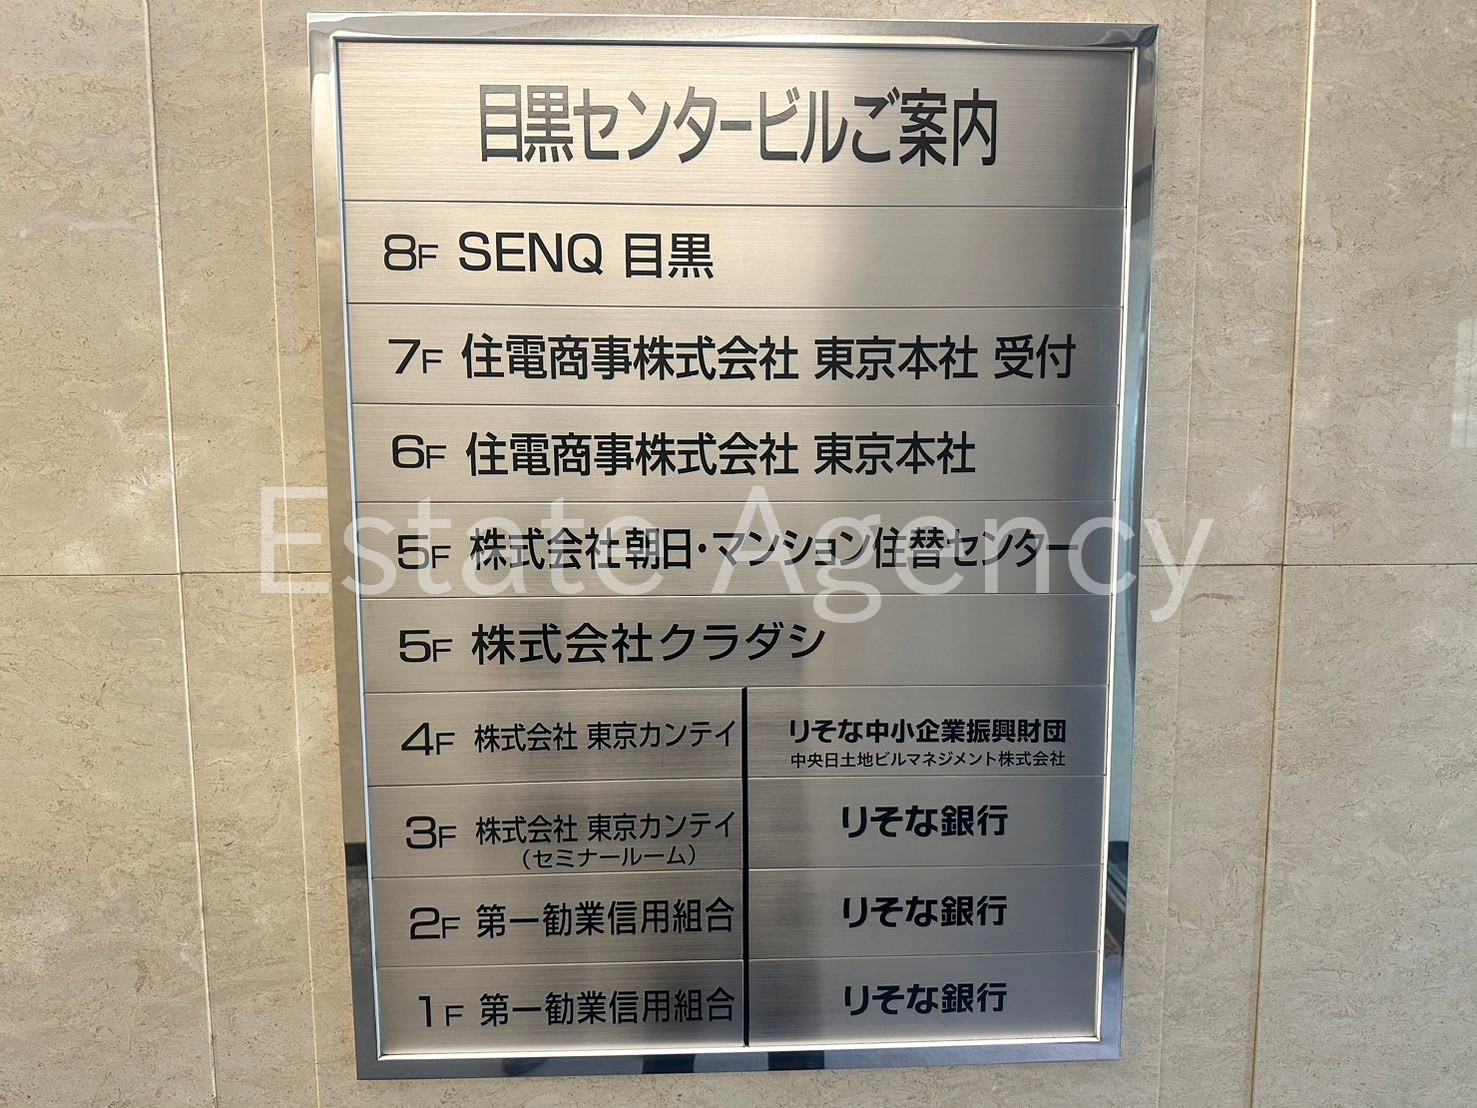 目黒センタービルご案内
8F SENQ 目黒
7F 住電商事株式会社 東京本社 受付
6F 住電商事株式会社 東京本社
5F 株式会社朝日・マンション住替センター
Estate Agency
5F 株式会社クラダシ
4F 株式会社 東京カンテイ
りそな中小企業振興財団
中央日土地ビルマネジメント株式会社
3F 株式会社 東京カンテイ
(セミナールーム)
りそな銀行
2F 第一勧業信用組合
りそな銀行
1F 第一勧業信用組合
りそな銀行